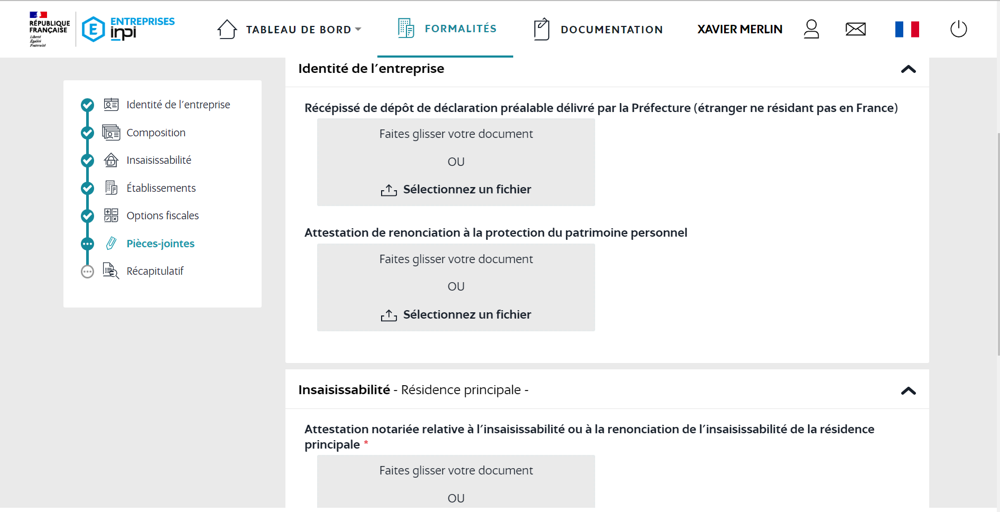 RÉPUBLIQUE
FRANÇAISE
Liberté
Égalité
Fraternité
E
ENTREPRISES
inpi
TABLEAU DE BORD
FORMALITÉS
DOCUMENTATION
XAVIER MERLIN
Identité de l'entreprise
Composition
Insaisissabilité
Établissements
Options fiscales
Pièces-jointes
Récapitulatif
Identité de l'entreprise
Récépissé de dépôt de déclaration préalable délivré par la Préfecture (étranger ne résidant pas en France)
Faites glisser votre document
OU
Sélectionnez un fichier
Attestation de renonciation à la protection du patrimoine personnel
Faites glisser votre document
OU
Sélectionnez un fichier
Insaisissabilité - Résidence principale -
Attestation notariée relative à l'insaisissabilité ou à la renonciation de l'insaisissabilité de la résidence
principale *
Faites glisser votre document
OU